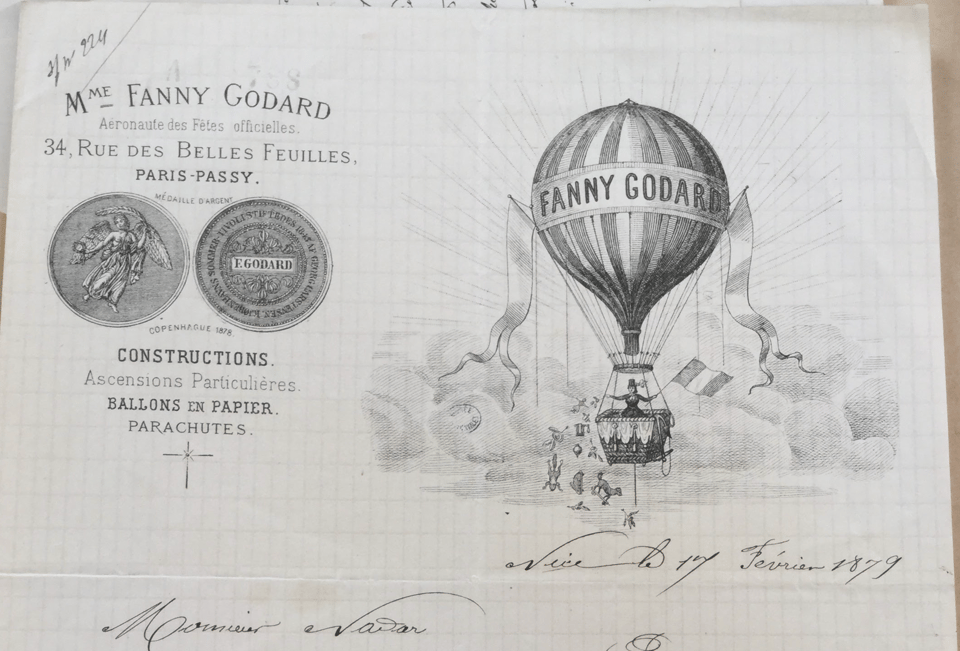 Mme FANNY GODARD
Aéronaute des Fêtes officielles.
34, RUE DES BELLES FEUILLES,
PARIS-PASSY.
MÉDAILLE D'ARGENT
F. GODARD
COPENHAGUE 1878.
CONSTRUCTIONS.
Ascensions Particulières.
BALLONS EN PAPIER.
PARACHUTES.
FANNY GODARD
Nice le 17 Février 1879
Monsieur Nadar